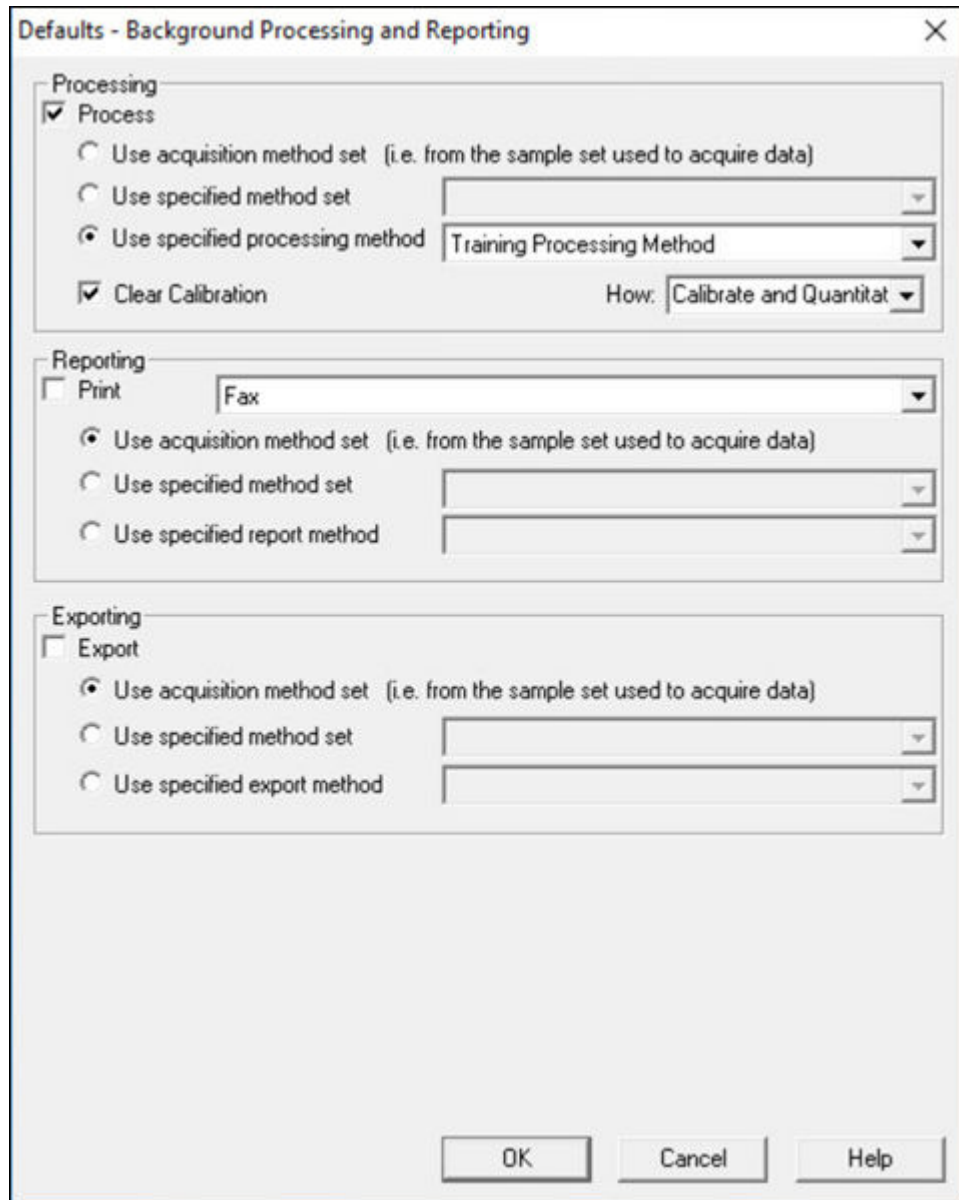 Defaults - Background Processing and Reporting
Processing
Process
Use acquisition method set (i.e. from the sample set used to acquire data)
Use specified method set
Use specified processing method Training Processing Method
Clear Calibration How: Calibrate and Quantitat
Reporting
Print Fax
Use acquisition method set (i.e. from the sample set used to acquire data)
Use specified method set
Use specified report method
Exporting
Export
Use acquisition method set (i.e. from the sample set used to acquire data)
Use specified method set
Use specified export method
OK Cancel Help